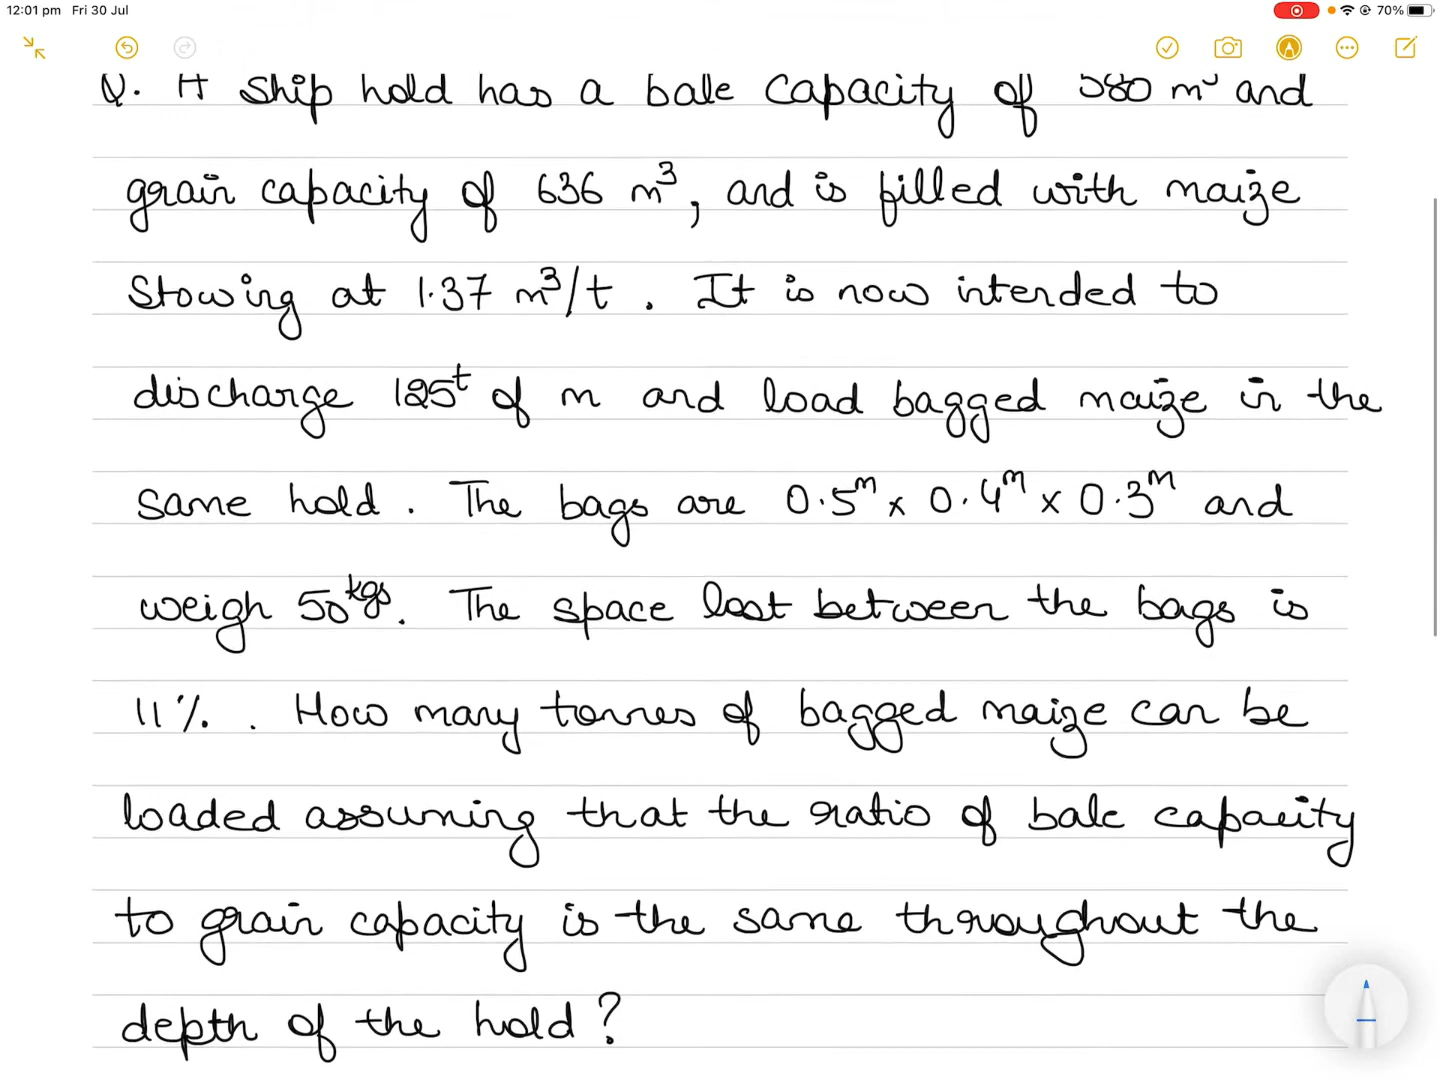 12:01 pm Fri 30 Jul 70%
Q. A ship hold has a bale capacity of 580 m³ and
grain capacity of 636 m³, and is filled with maize
stowing at 1.37 m³/t. It is now intended to
discharge 125t of m and load bagged maize in the
same hold. The bags are 0.5m x 0.4m x 0.3m and
weigh 50kgs. The space lost between the bags is
11%. How many tonnes of bagged maize can be
loaded assuming that the ratio of bale capacity
to grain capacity is the same throughout the
depth of the hold?